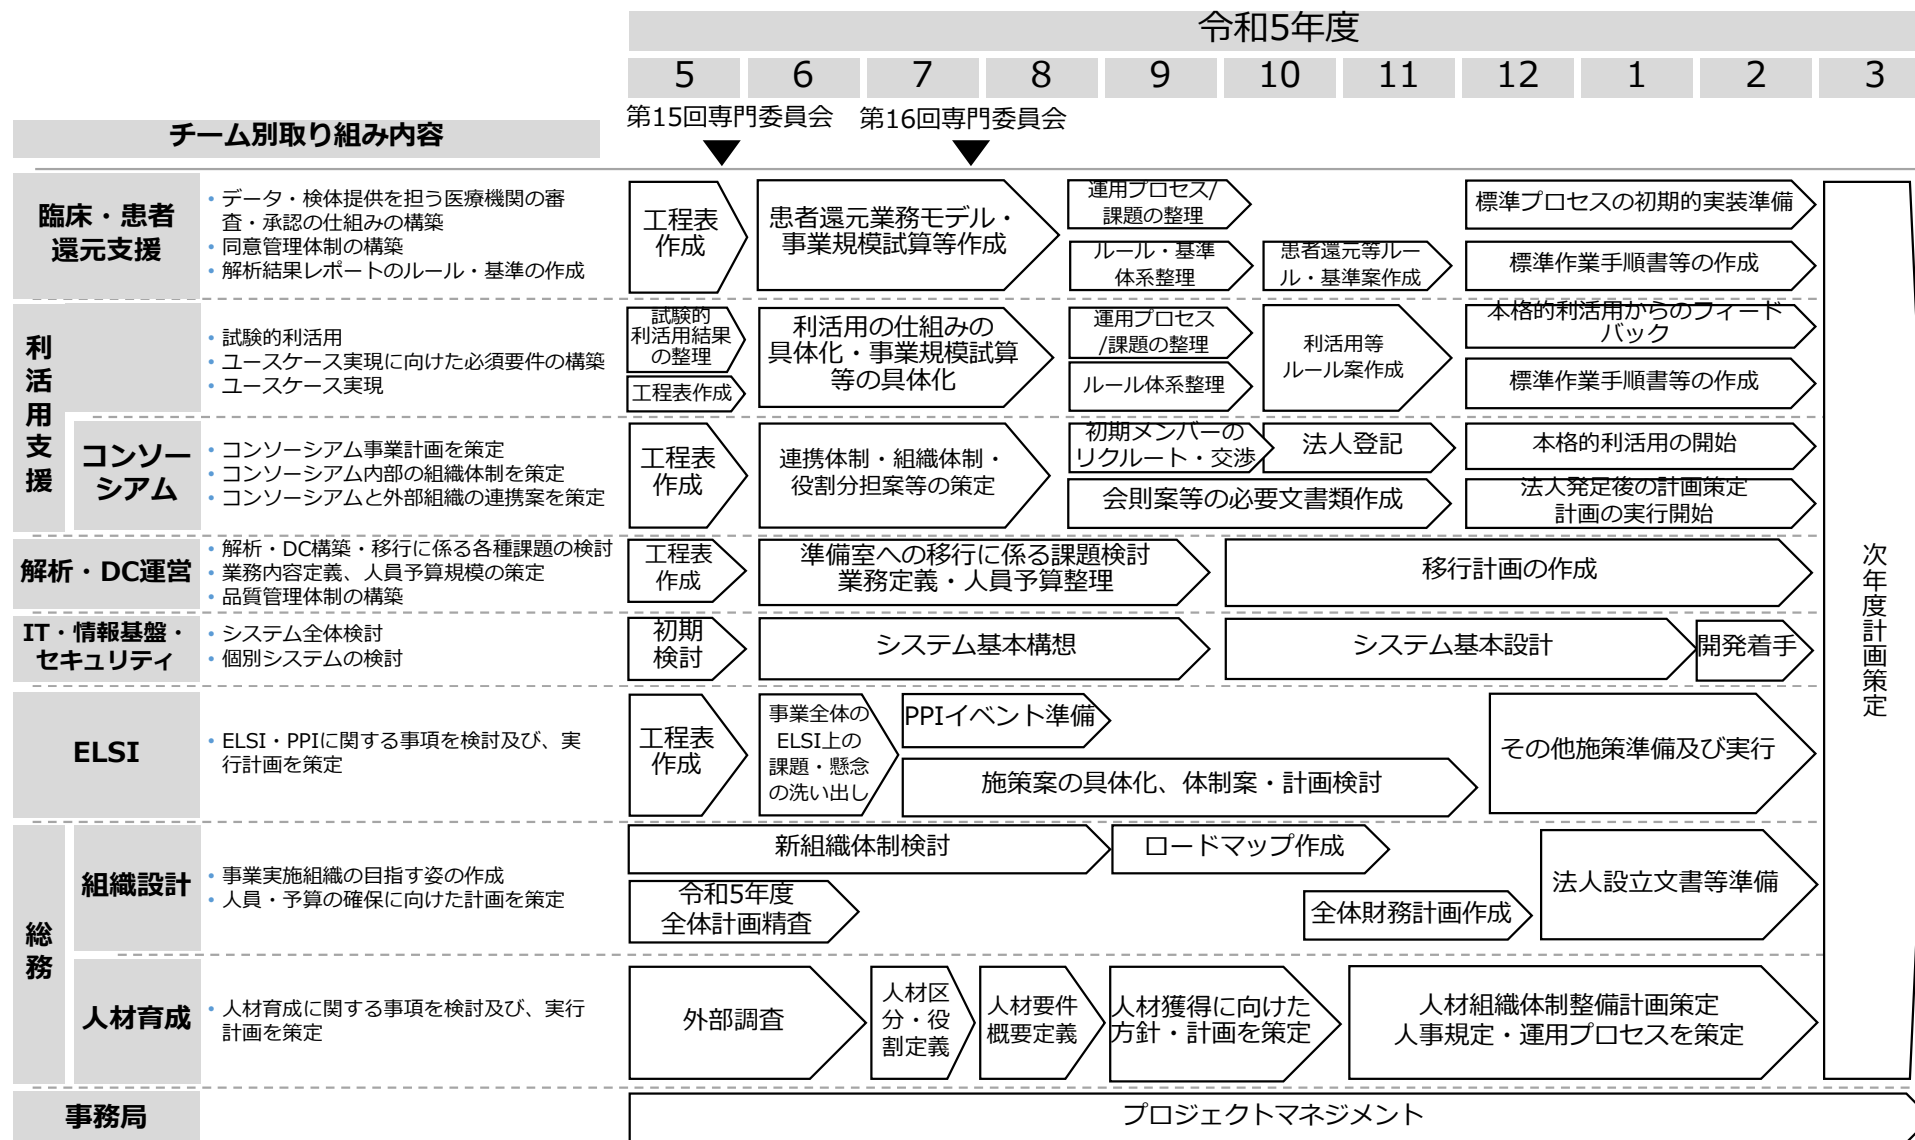 令和5年度
5
6
7
8
9
10
11
12
1
2
3
チーム別取り組み内容
第15回専門委員会
第16回専門委員会
臨床・患者
還元支援
• データ・検体提供を担う医療機関の審
査・承認の仕組みの構築
• 同意管理体制の構築
• 解析結果レポートのルール・基準の作成
工程表
作成
患者還元業務モデル・
事業規模試算等作成
運用プロセス/
課題の整理
ルール・基準
体系整理
患者還元等ルー
ル・基準案作成
標準プロセスの初期的実装準備
標準作業手順書等の作成
利活用支援
• 試験的利活用
• ユースケース実現に向けた必須要件の構築
• ユースケース実現
試験的
利活用結果
の整理
工程表作成
利活用の仕組みの
具体化・事業規模試算
等の具体化
運用プロセス
/課題の整理
ルール体系整理
利活用等
ルール案作成
本格的利活用からのフィード
バック
標準作業手順書等の作成
コンソー
シアム
• コンソーシアム事業計画を策定
• コンソーシアム内部の組織体制を策定
• コンソーシアムと外部組織の連携案を策定
工程表
作成
連携体制・組織体制・
役割分担案等の策定
初期メンバーの
リクルート・交渉
法人登記
会則案等の必要文書類作成
本格的利活用の開始
法人発足後の計画策定
計画の実行開始
解析・DC運営
• 解析・DC構築・移行に係る各種課題の検討
• 業務内容定義、人員予算規模の策定
• 品質管理体制の構築
工程表
作成
準備室への移行に係る課題検討
業務定義・人員予算整理
移行計画の作成
IT・情報基盤・
セキュリティ
• システム全体検討
• 個別システムの検討
初期
検討
システム基本構想
システム基本設計
開発着手
ELSI
• ELSI・PPIに関する事項を検討及び、実
行計画を策定
工程表
作成
事業全体の
ELSI上の
課題・懸念
の洗い出し
PPIイベント準備
施策案の具体化、体制案・計画検討
その他施策準備及び実行
総務
組織設計
• 事業実施組織の目指す姿の作成
• 人員・予算の確保に向けた計画を策定
新組織体制検討
令和5年度
全体計画精査
ロードマップ作成
全体財務計画作成
法人設立文書等準備
人材育成
• 人材育成に関する事項を検討及び、実行
計画を策定
外部調査
人材区
分・役
割定義
人材要件
概要定義
人材獲得に向けた
方針・計画を策定
人材組織体制整備計画策定
人事規定・運用プロセスを策定
次年度計画策定
事務局
プロジェクトマネジメント